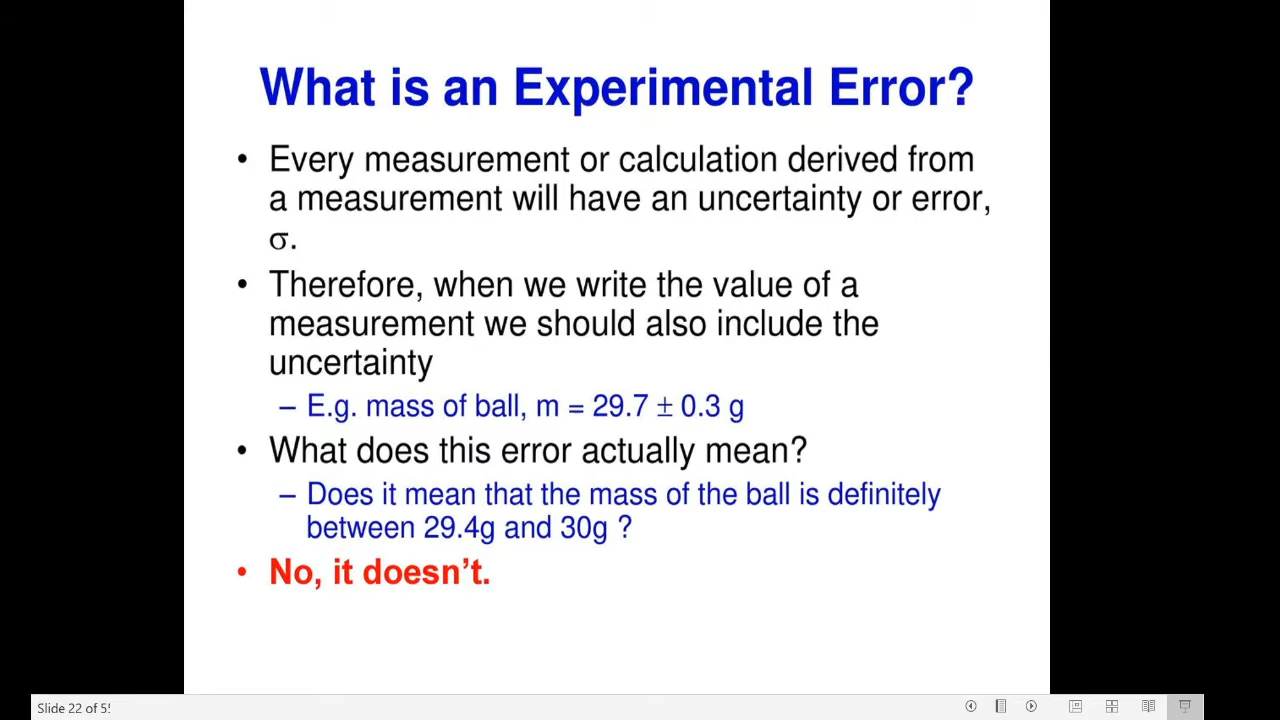 What is an Experimental Error?
• Every measurement or calculation derived from
a measurement will have an uncertainty or error,
σ.
• Therefore, when we write the value of a
measurement we should also include the
uncertainty
– E.g. mass of ball, m = 29.7 ± 0.3 g
• What does this error actually mean?
– Does it mean that the mass of the ball is definitely
between 29.4g and 30g ?
• No, it doesn’t.
Slide 22 of 5!